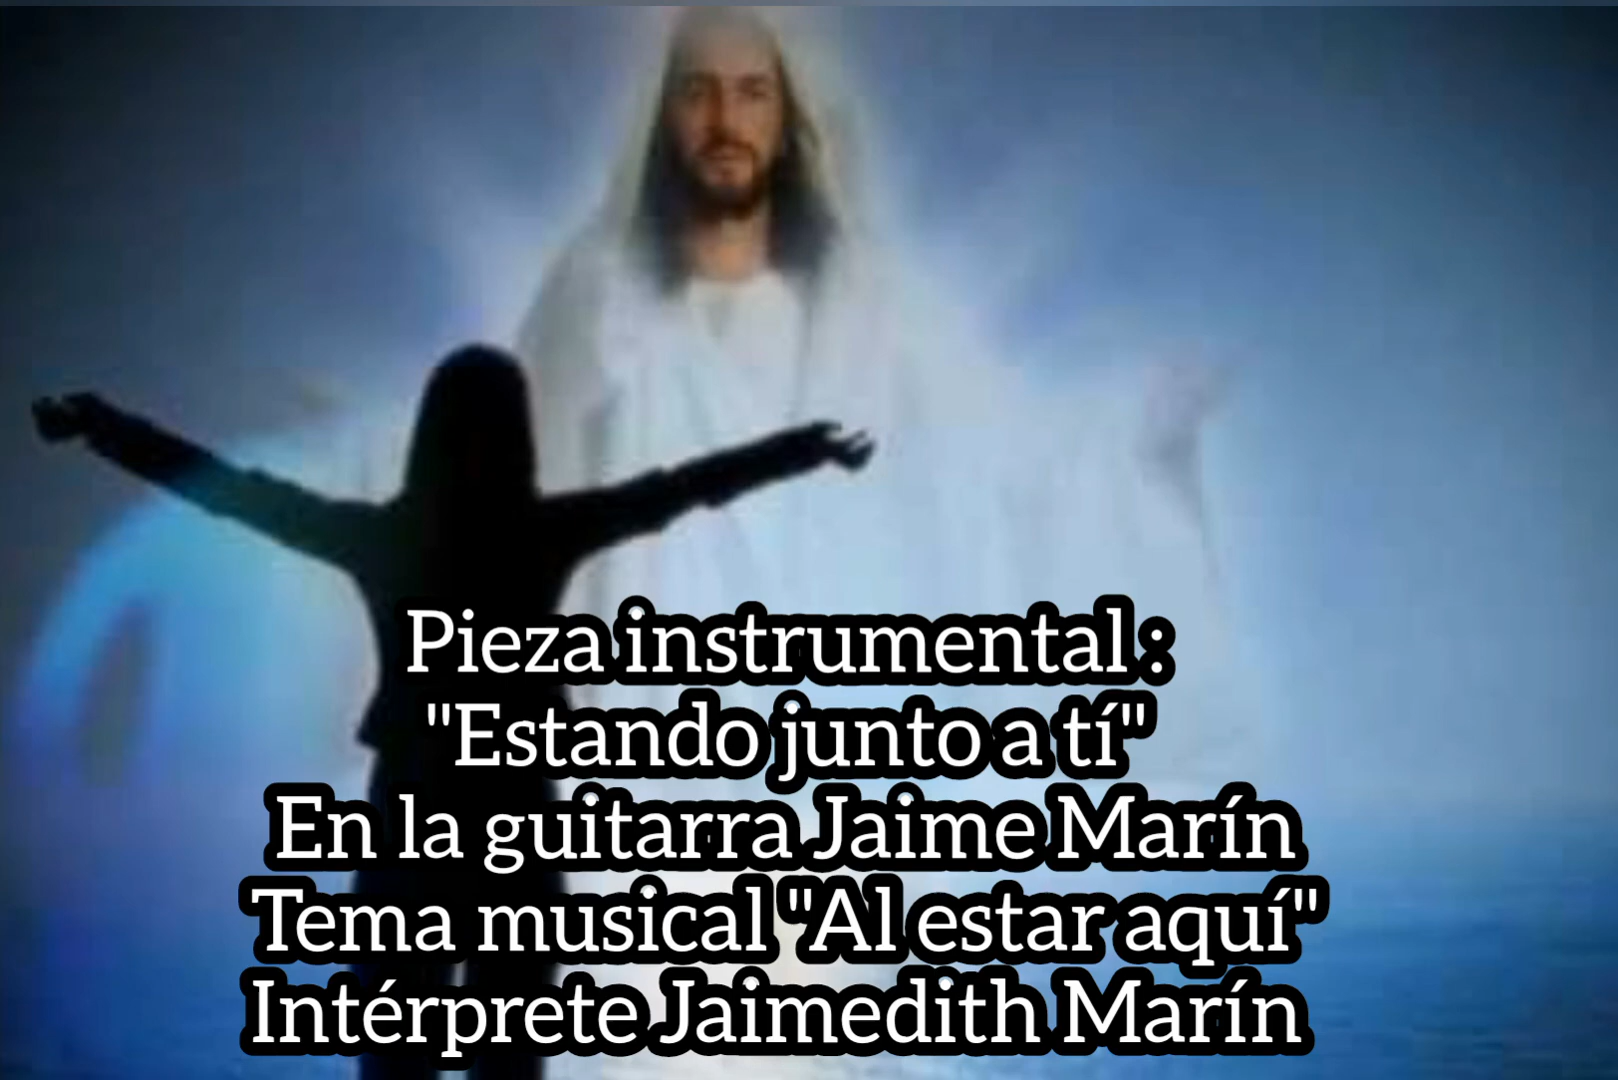 Pieza instrumental :
"Estando junto a tí"
En la guitarra Jaime Marín
Tema musical "Al estar aquí"
Intérprete Jaimedith Marín